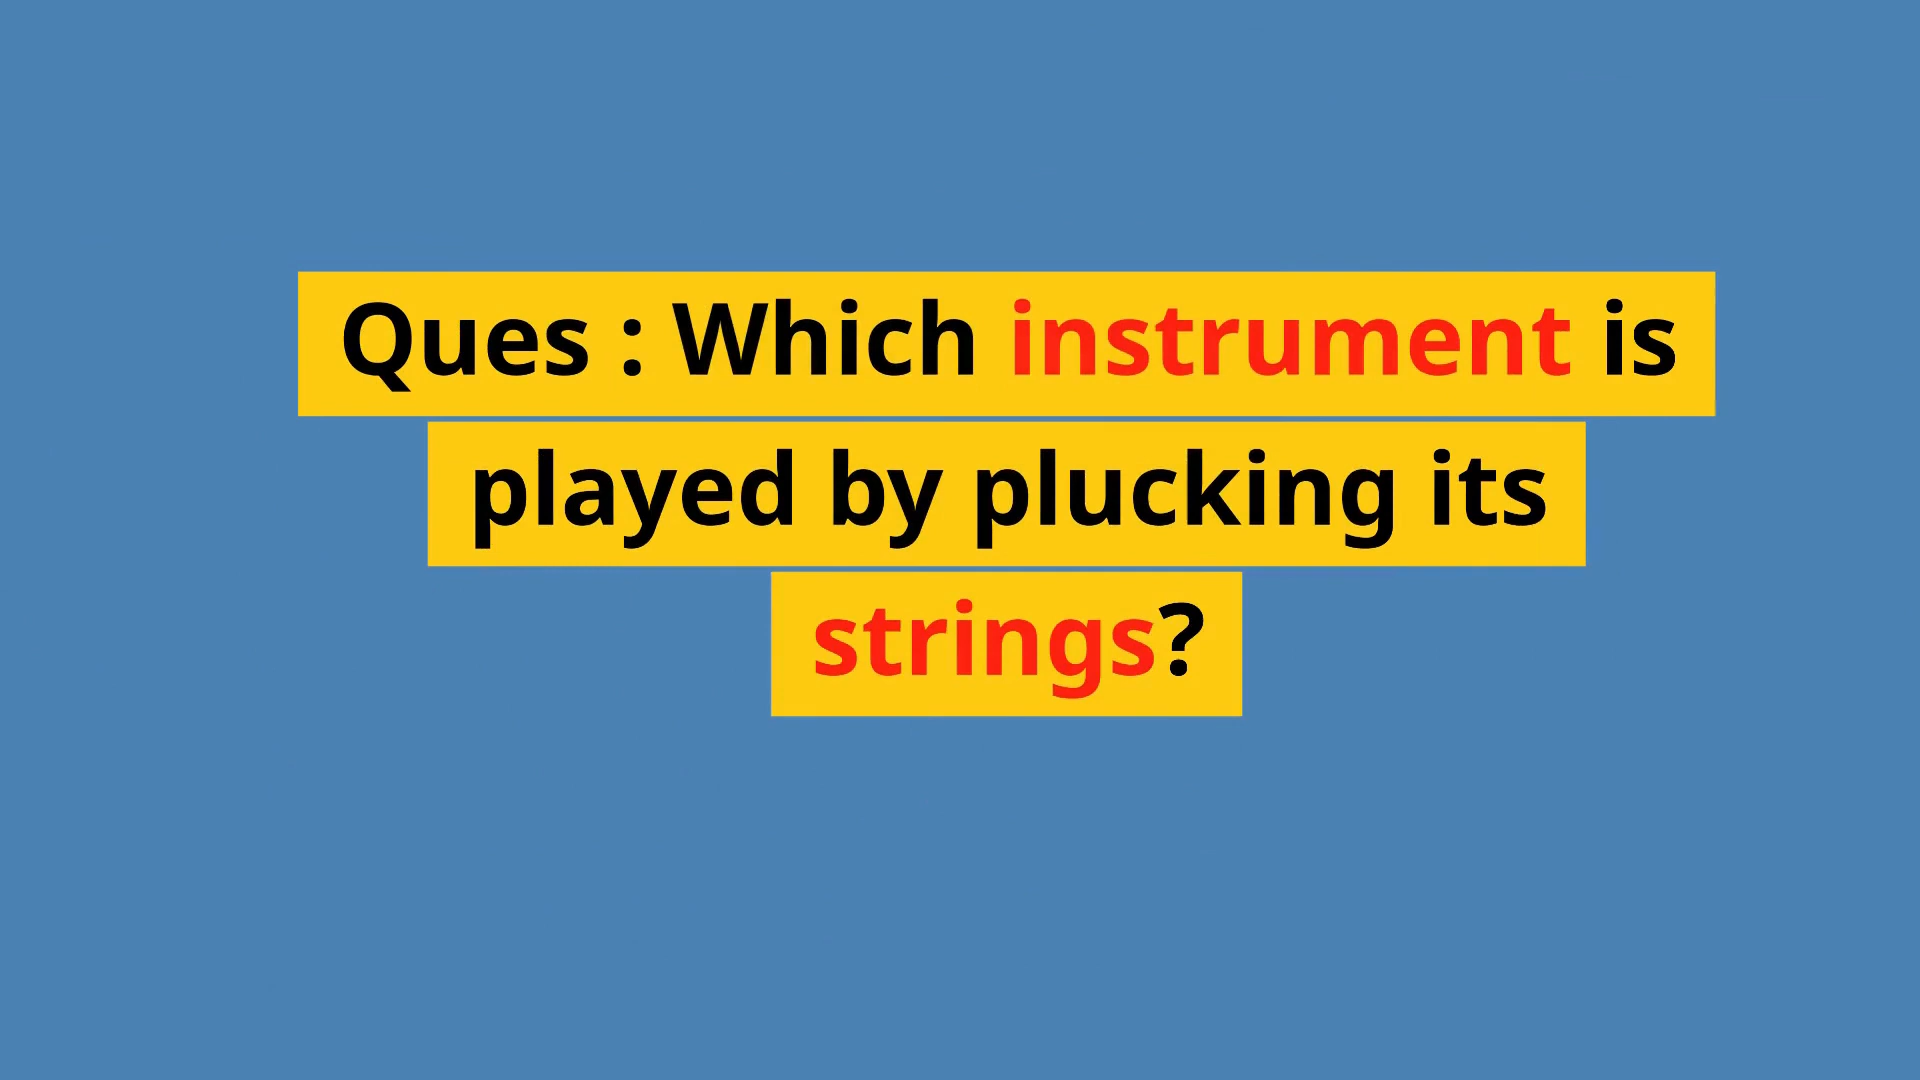 Ques : Which instrument is
played by plucking its
strings?